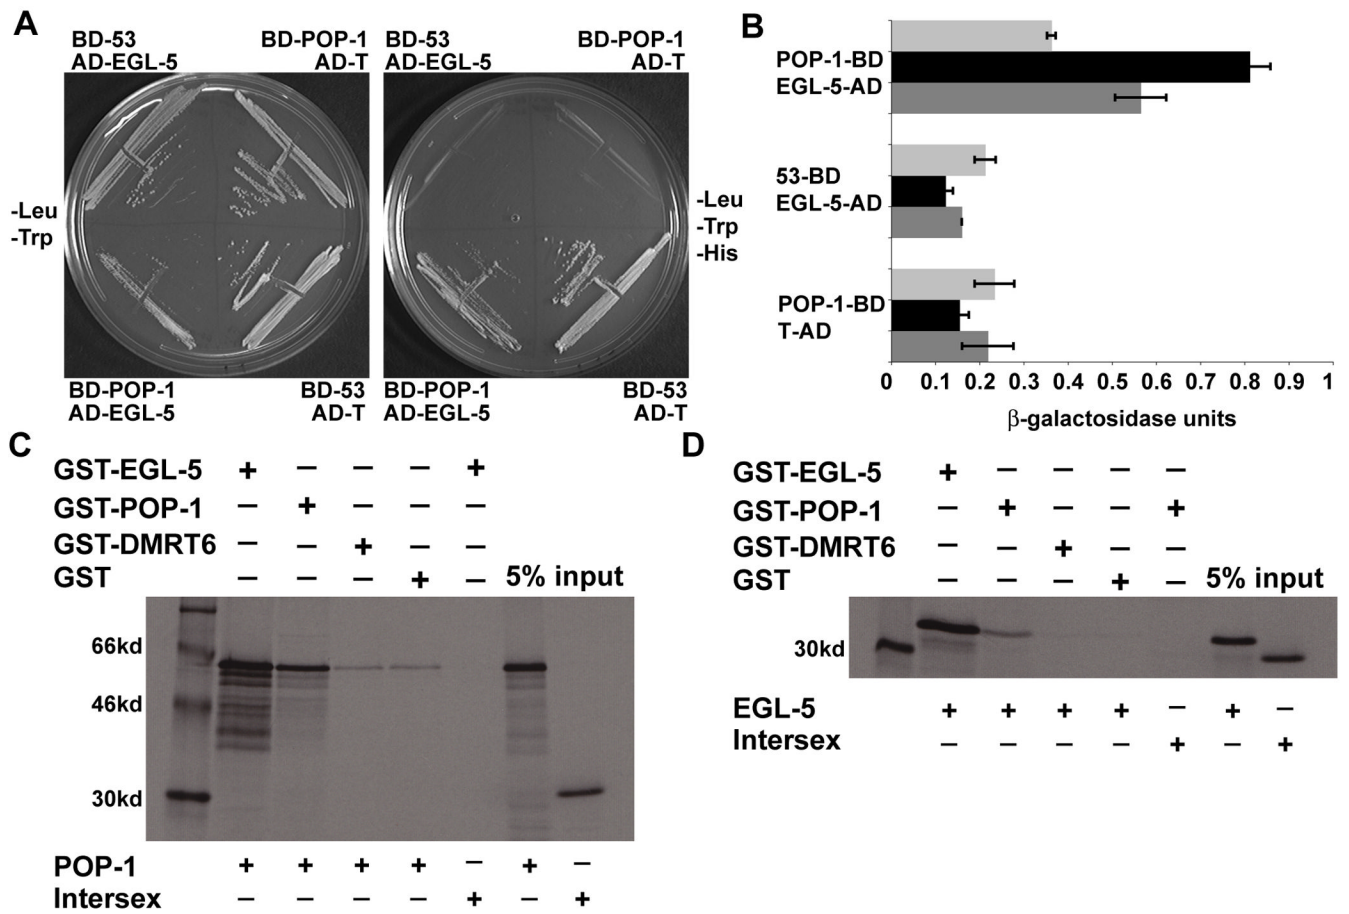 A
BD-53
AD-EGL-5
BD-POP-1
AD-T
BD-53
AD-EGL-5
BD-POP-1
AD-T
-Leu
-Trp
-Leu
-Trp
-His
BD-POP-1
AD-EGL-5
BD-53
AD-T
BD-POP-1
AD-EGL-5
BD-53
AD-T
B
POP-1-BD
EGL-5-AD
53-BD
EGL-5-AD
POP-1-BD
T-AD
0 0.1 0.2 0.3 0.4 0.5 0.6 0.7 0.8 0.9 1
β-galactosidase units
C
GST-EGL-5 + − − − +
GST-POP-1 − + − − −
GST-DMRT6 − − + − −
GST − − − + − 5% input
66kd
46kd
30kd
POP-1 + + + + − + −
Intersex − − − − + − +
D
GST-EGL-5 + − − − −
GST-POP-1 − + − − +
GST-DMRT6 − − + − −
GST − − − + − 5% input
30kd
EGL-5 + + + + − + −
Intersex − − − − + − +